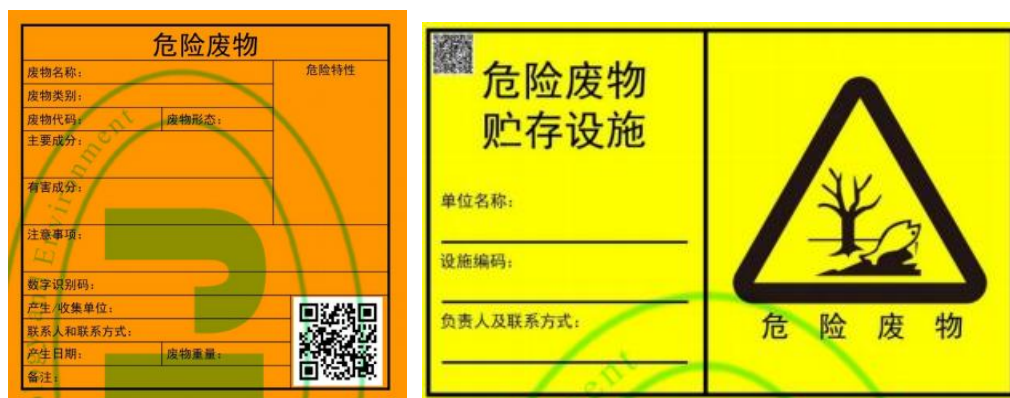 危险废物
废物名称：
危险特性
废物类别：
废物代码：
废物形态：
主要成分：
有害成分：
注意事项：
数字识别码：
产生/收集单位：
联系人和联系方式：
产生日期：
废物重量：
备注：
危险废物
贮存设施
单位名称：
设施编码：
负责人及联系方式：
危险废物